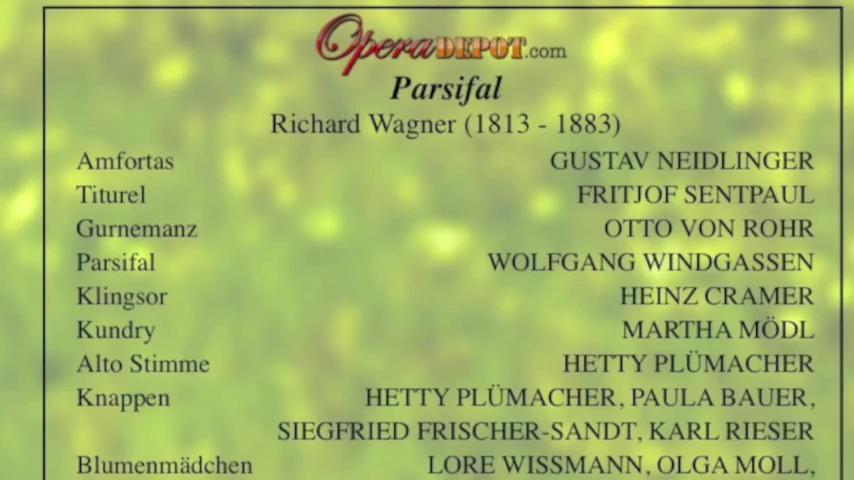 OperaDEPOT.com
Parsifal
Richard Wagner (1813 - 1883)
Amfortas GUSTAV NEIDLINGER
Titurel FRITJOF SENTPAUL
Gurnemanz OTTO VON ROHR
Parsifal WOLFGANG WINDGASSEN
Klingsor HEINZ CRAMER
Kundry MARTHA MÖDL
Alto Stimme HETTY PLÜMACHER
Knappen HETTY PLÜMACHER, PAULA BAUER,
SIEGFRIED FRISCHER-SANDT, KARL RIESER
Blumenmädchen LORE WISSMANN, OLGA MOLL,